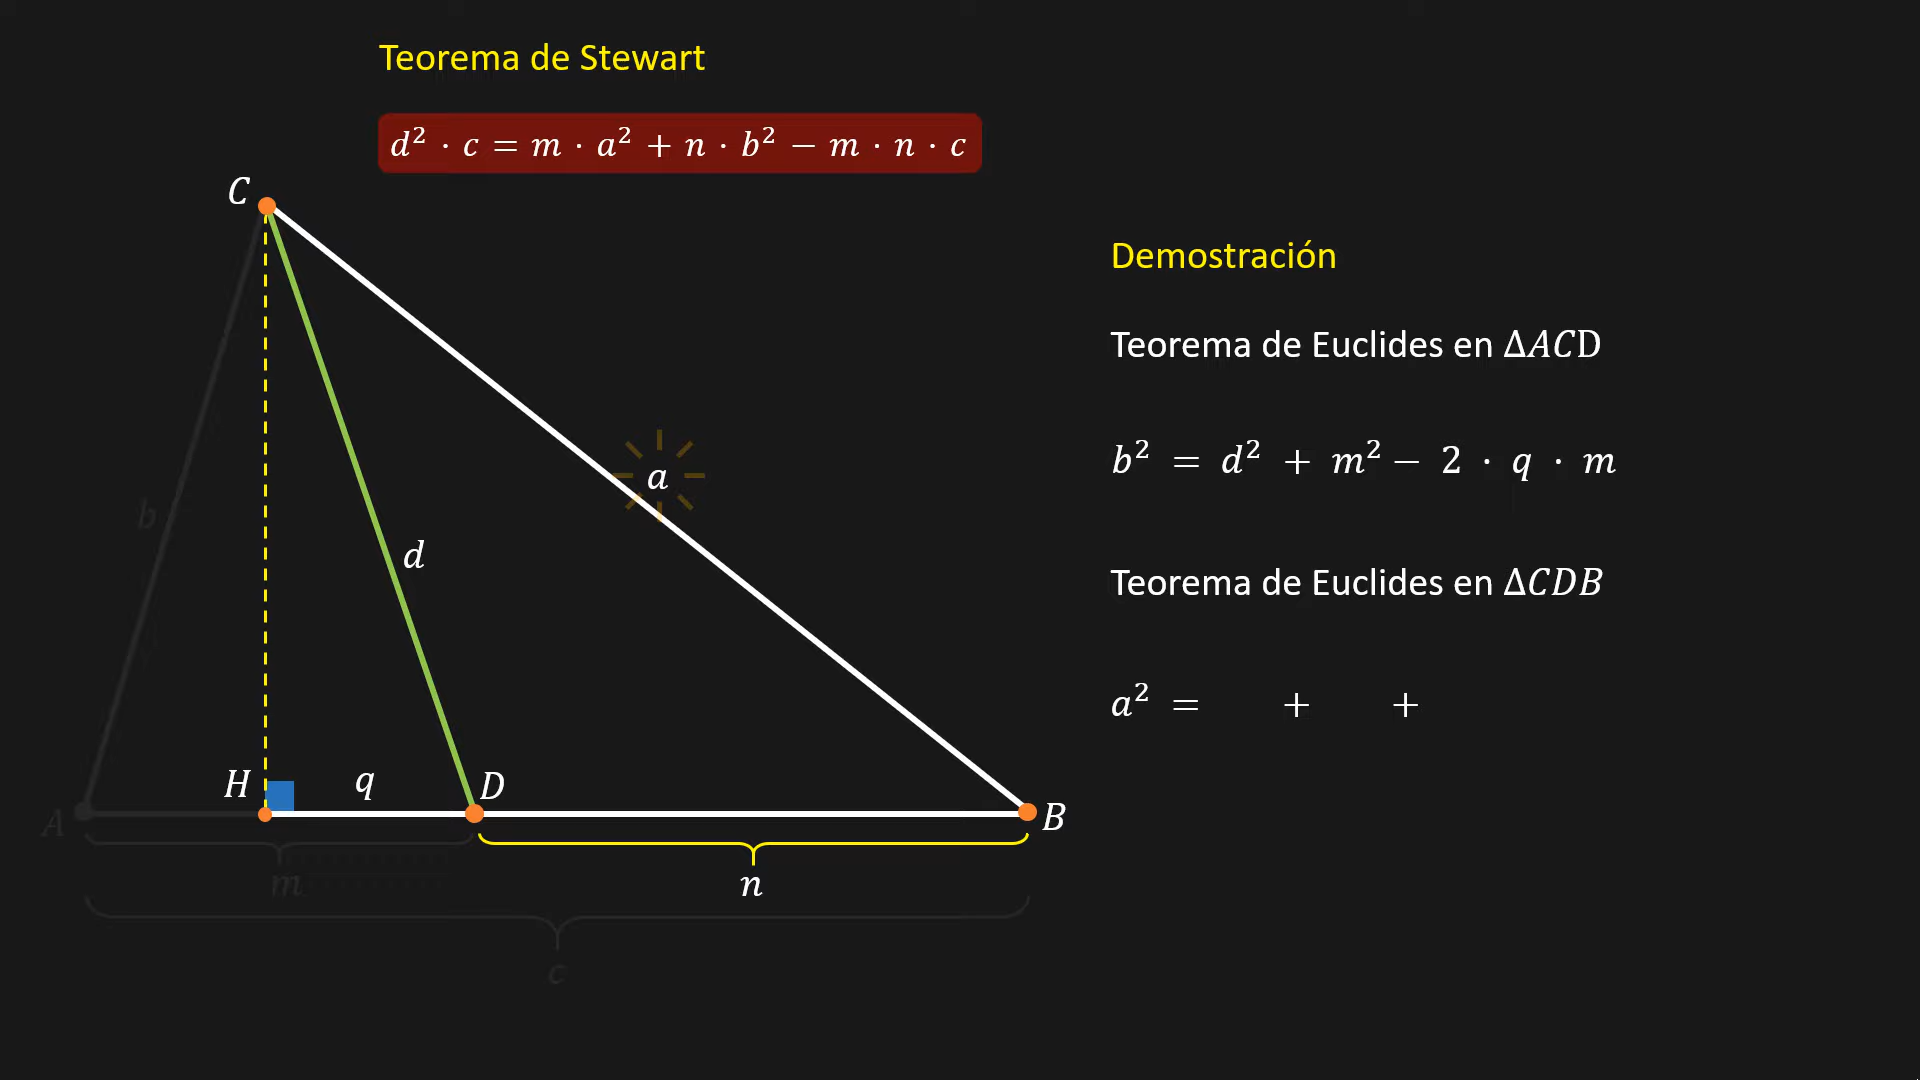 Teorema de Stewart
d² · c = m · a² + n · b² − m · n · c
C
Demostración
Teorema de Euclides en ΔACD
b² = d² + m² − 2 · q · m
a
b
d
Teorema de Euclides en ΔCDB
a² = + +
H q D
A B
m n
c